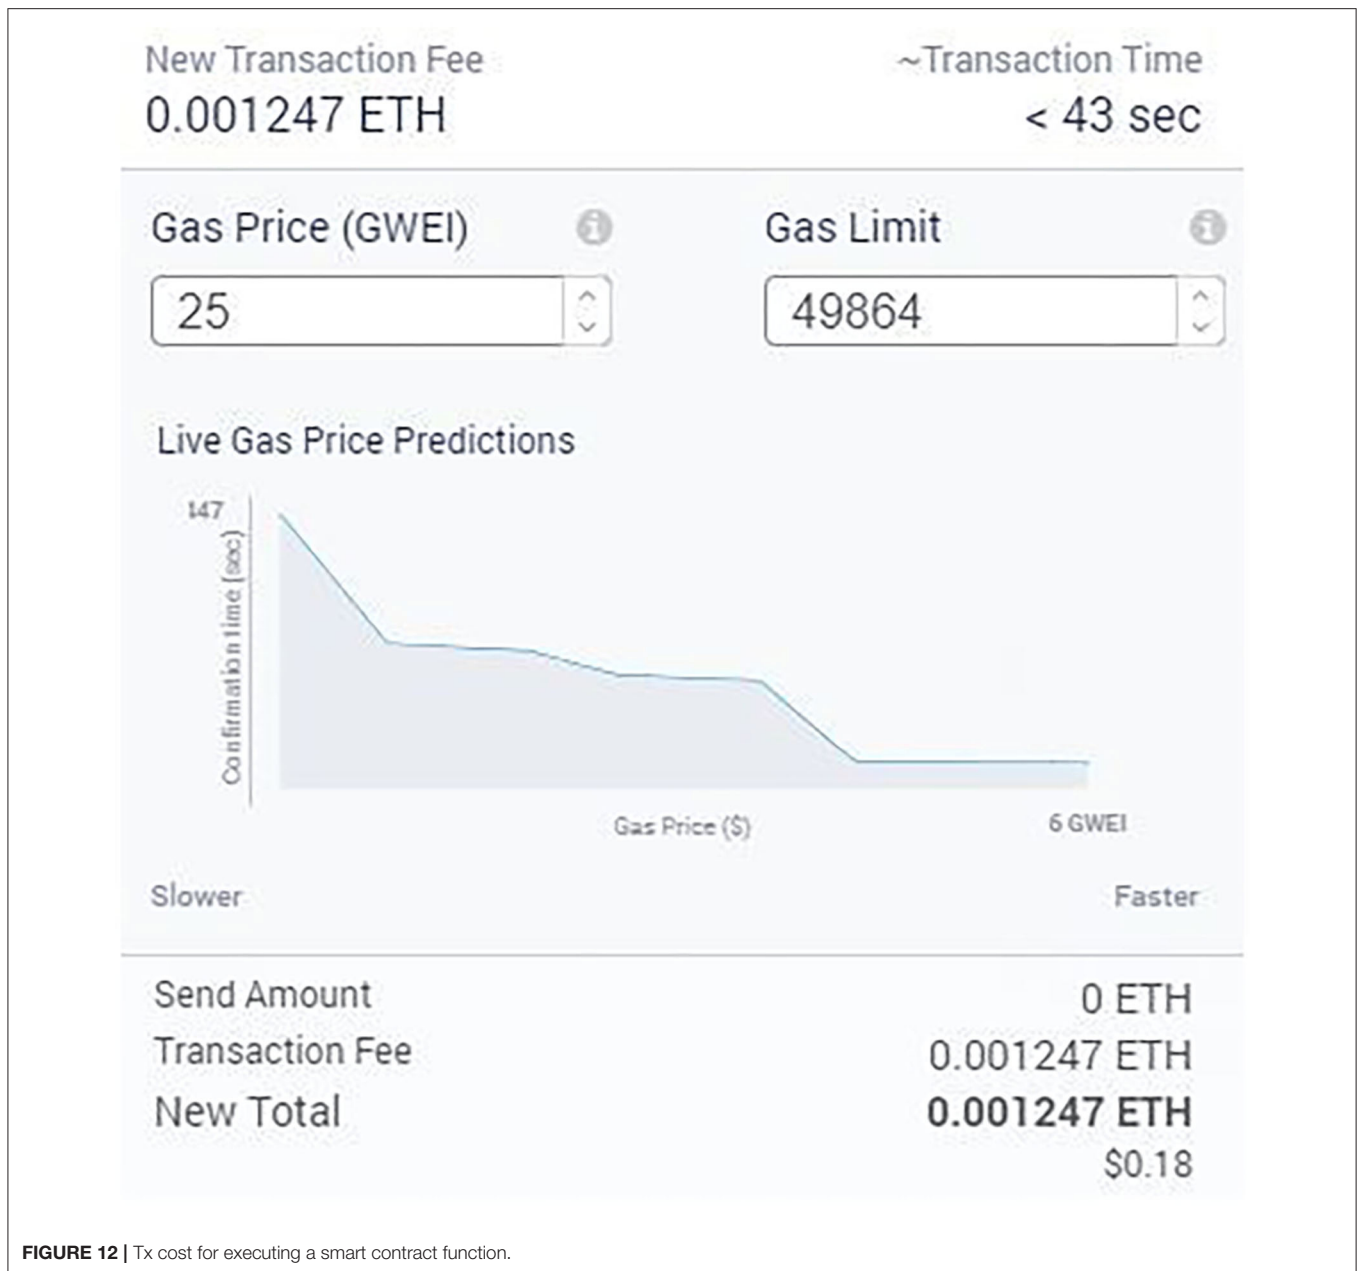 New Transaction Fee
~Transaction Time
0.001247 ETH
< 43 sec
Gas Price (GWEI)
Gas Limit
25
49864
Live Gas Price Predictions
147
Confirmation time (sec)
Gas Price ($)
6 GWEI
Slower
Faster
Send Amount
0 ETH
Transaction Fee
0.001247 ETH
New Total
0.001247 ETH
$0.18
FIGURE 12 | Tx cost for executing a smart contract function.